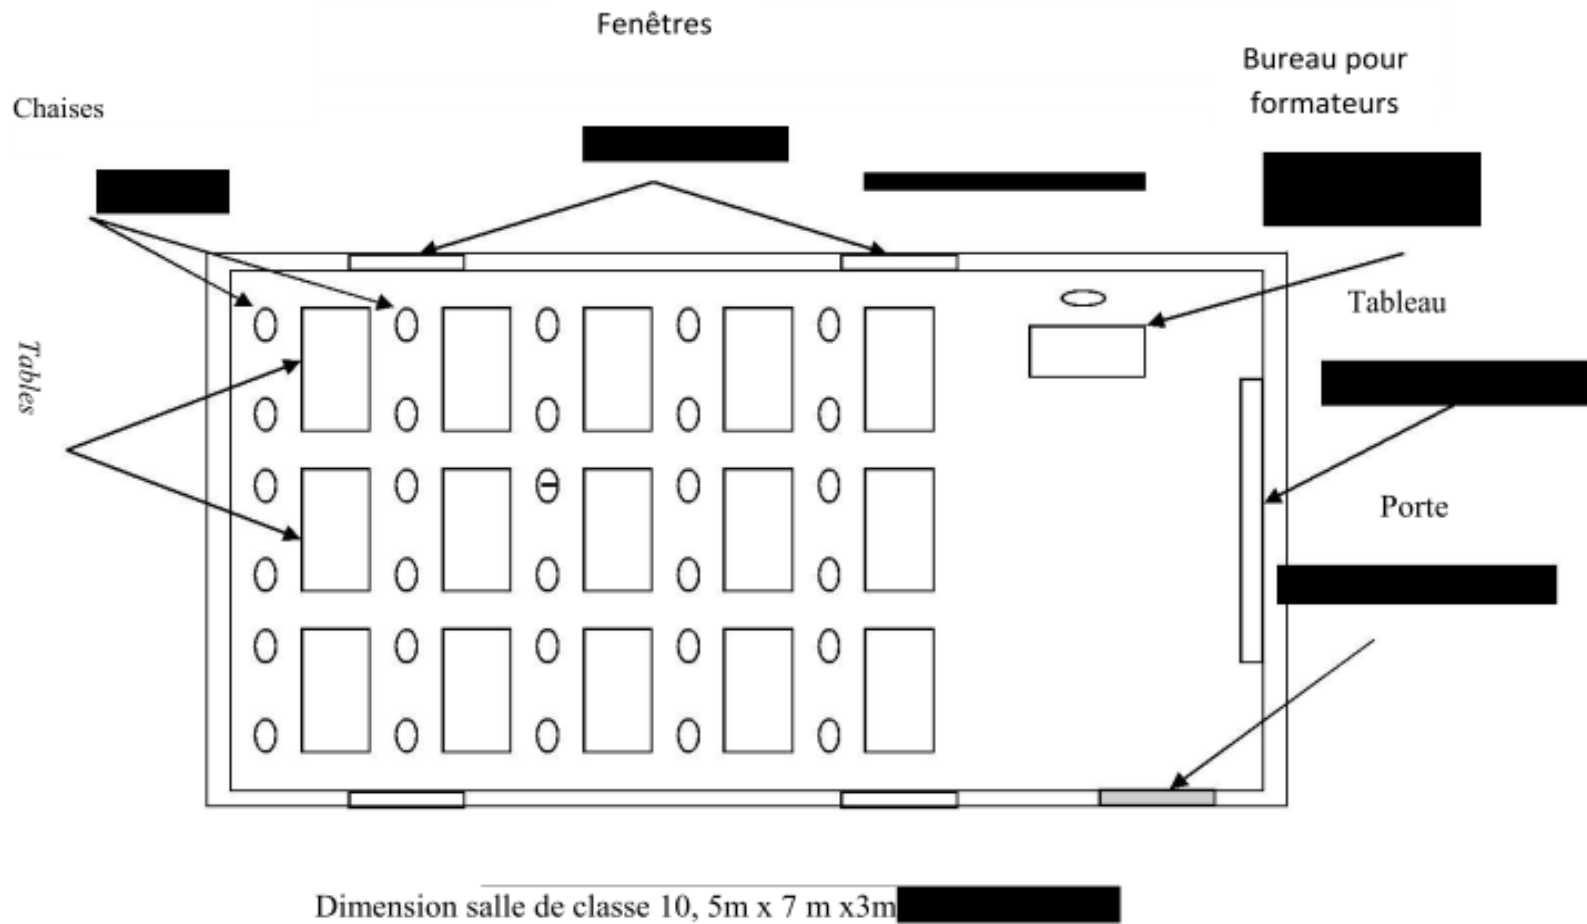 Fenêtres
Bureau pour
formateurs
Chaises
Tableau
Tables
Porte
Dimension salle de classe 10, 5m x 7 m x3m